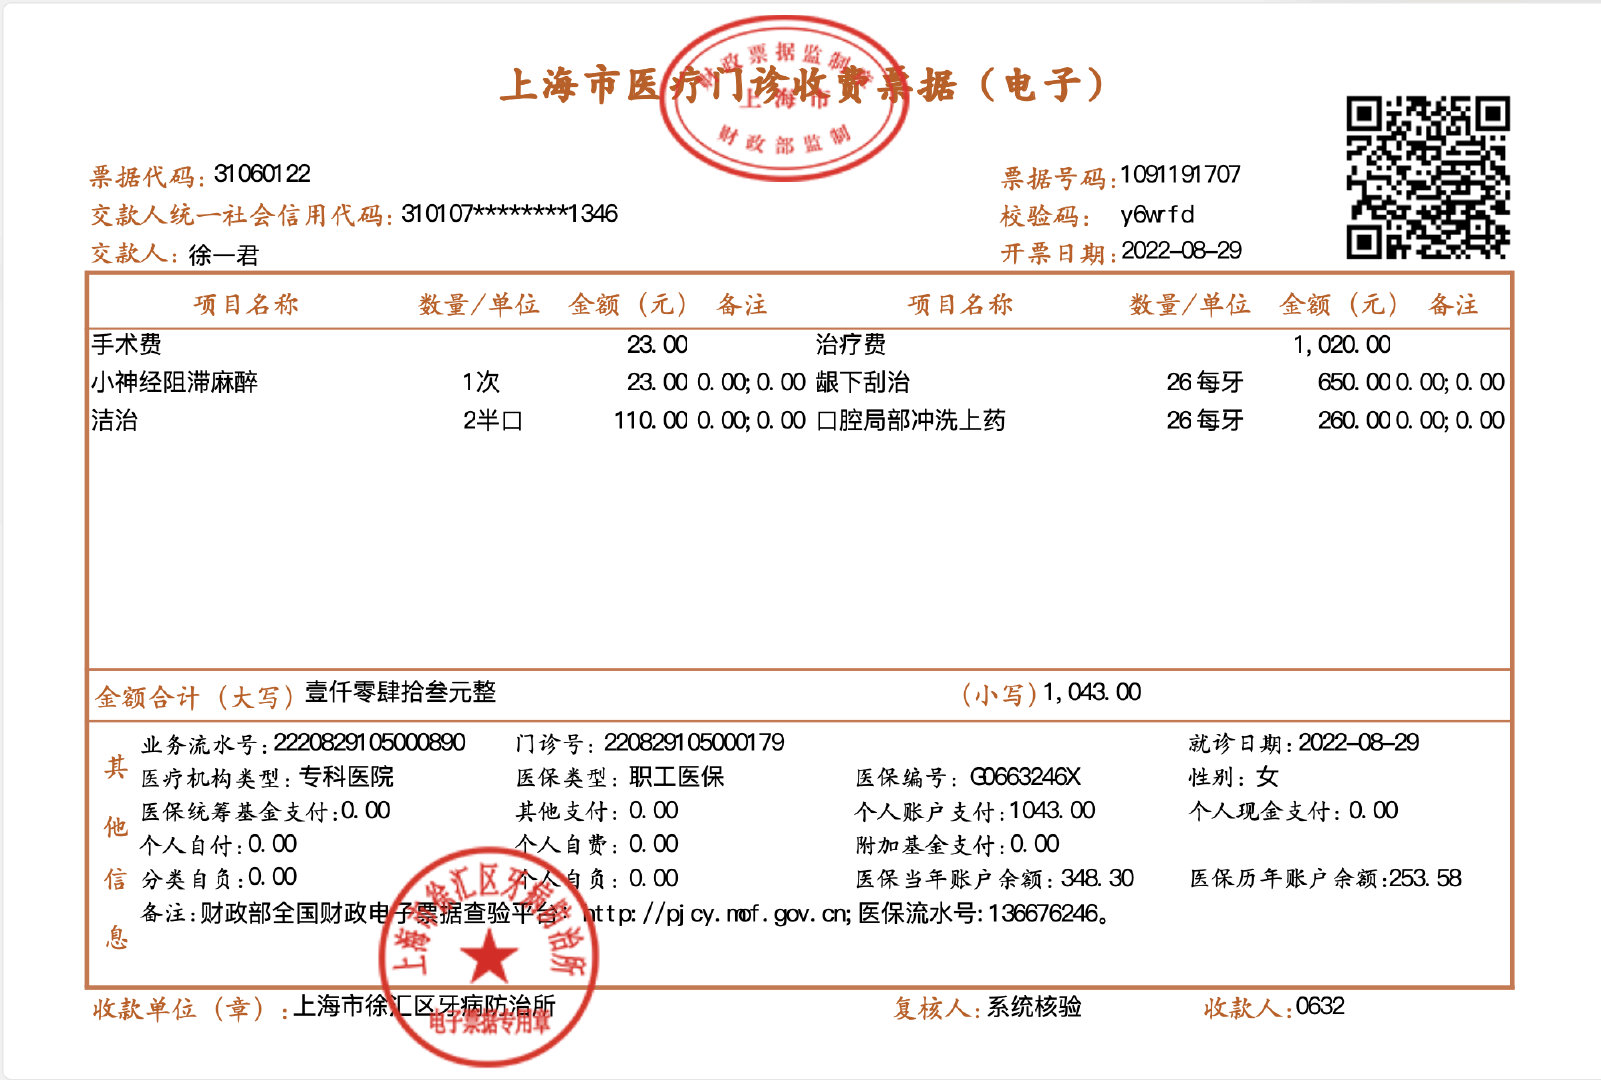 上海市医疗门诊收费票据（电子）
财政票据监制章
上海市
财政部监制
票据代码: 31060122 票据号码: 1091191707
交款人统一社会信用代码: 310107********1346 校验码: y6wrfd
交款人: 徐一君 开票日期: 2022-08-29
项目名称 数量/单位 金额（元） 备注 项目名称 数量/单位 金额（元） 备注
手术费 23.00 治疗费 1,020.00
小神经阻滞麻醉 1次 23.00 0.00;0.00 龈下刮治 26每牙 650.00 0.00;0.00
洁治 2半口 110.00 0.00;0.00 口腔局部冲洗上药 26每牙 260.00 0.00;0.00
金额合计（大写）壹仟零肆拾叁元整 （小写）1,043.00
其他信息
业务流水号:2220829105000890 门诊号: 220829105000179 就诊日期:2022-08-29
医疗机构类型: 专科医院 医保类型: 职工医保 医保编号: G0663246X 性别: 女
医保统筹基金支付:0.00 其他支付: 0.00 个人账户支付:1043.00 个人现金支付: 0.00
个人自付:0.00 个人自费: 0.00 附加基金支付:0.00
分类自负:0.00 个人自负: 0.00 医保当年账户余额: 348.30 医保历年账户余额:253.58
备注:财政部全国财政电子票据查验平台: http://pjcy.mof.gov.cn;医保流水号:136676246。
收款单位（章）:上海市徐汇区牙病防治所 复核人: 系统核验 收款人:0632
上海市徐汇区牙病防治所
电子票据专用章